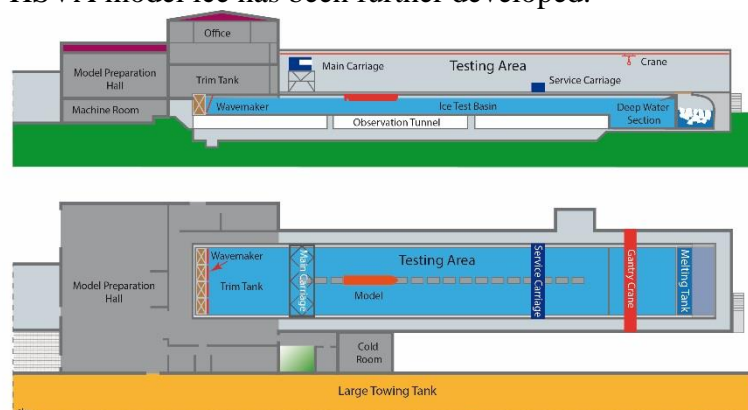 HSVA model ice has been further developed.
Office
Model Preparation
Hall
Trim Tank
Main Carriage
Testing Area
Crane
Service Carriage
Machine Room
Wavemaker
Ice Test Basin
Deep Water
Section
Observation Tunnel
Wavemaker
Trim Tank
Main Carriage
Testing Area
Model
Service Carriage
Gantry Crane
Melting Tank
Model Preparation
Hall
Cold
Room
Large Towing Tank